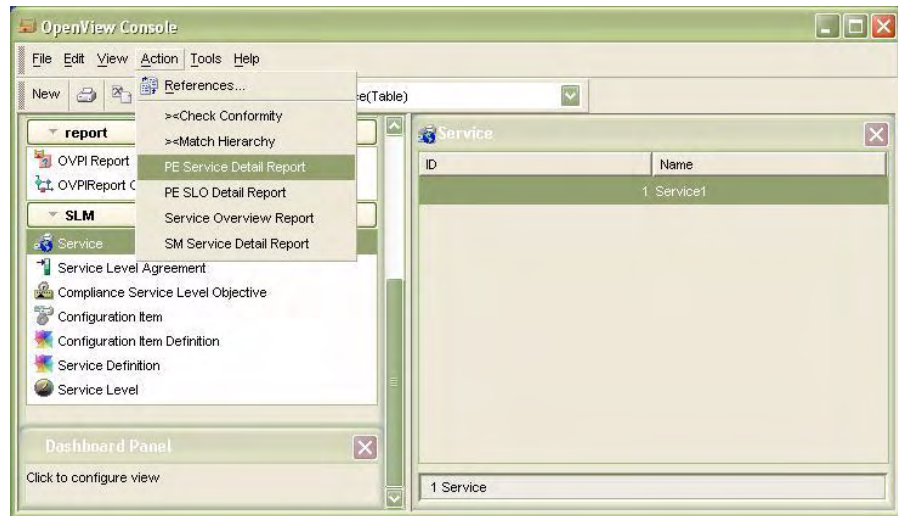 OpenView Console
File Edit View Action Tools Help
New
e(Table)
References...
><Check Conformity
><Match Hierarchy
PE Service Detail Report
PE SLO Detail Report
Service Overview Report
SM Service Detail Report
report
OVPI Report
OVPIReport
SLM
Service
Service Level Agreement
Compliance Service Level Objective
Configuration Item
Configuration Item Definition
Service Definition
Service Level
Dashboard Panel
Click to configure view
Service
ID Name
1 Service1
1 Service